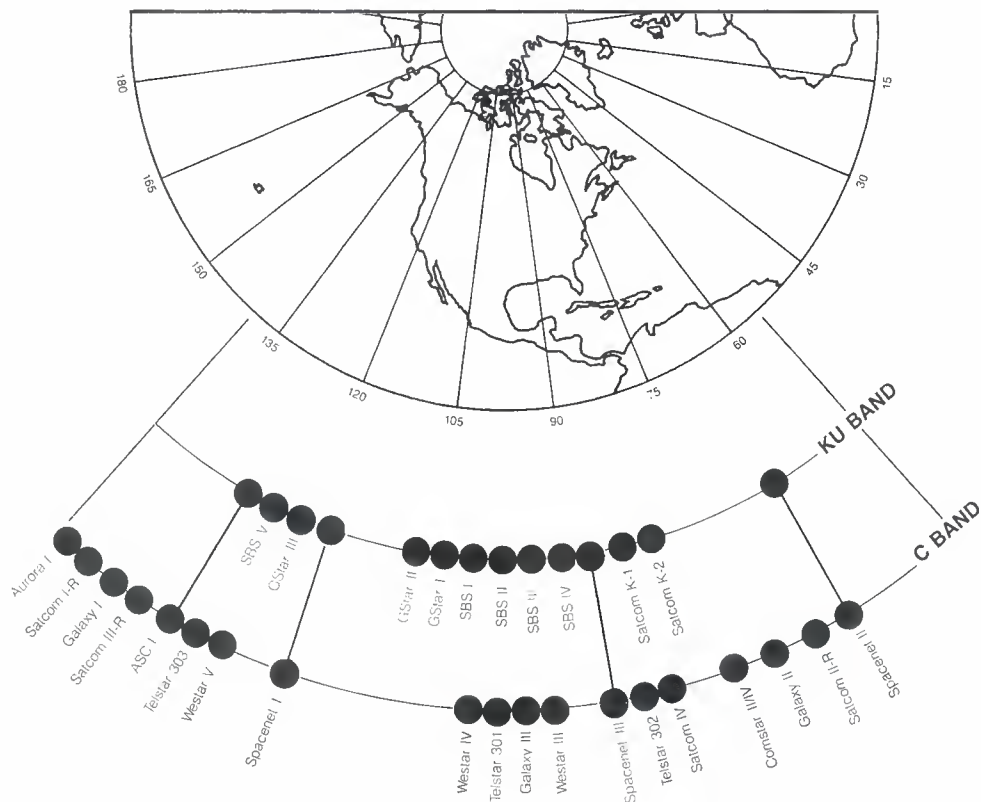 180
165
150
135
120
105
90
75
60
45
30
15
KU BAND
C BAND
SBS V
GStar III
GStar II
GStar I
SBS I
SBS II
SBS III
SBS IV
Satcom K-1
Satcom K-2
Aurora I
Satcom I-R
Galaxy I
Satcom III-R
ASC I
Telstar 303
Westar V
Spacenet I
Westar IV
Telstar 301
Galaxy III
Westar III
Spacenet III
Telstar 302
Satcom IV
Comstar II/IV
Galaxy II
Satcom II-R
Spacenet II